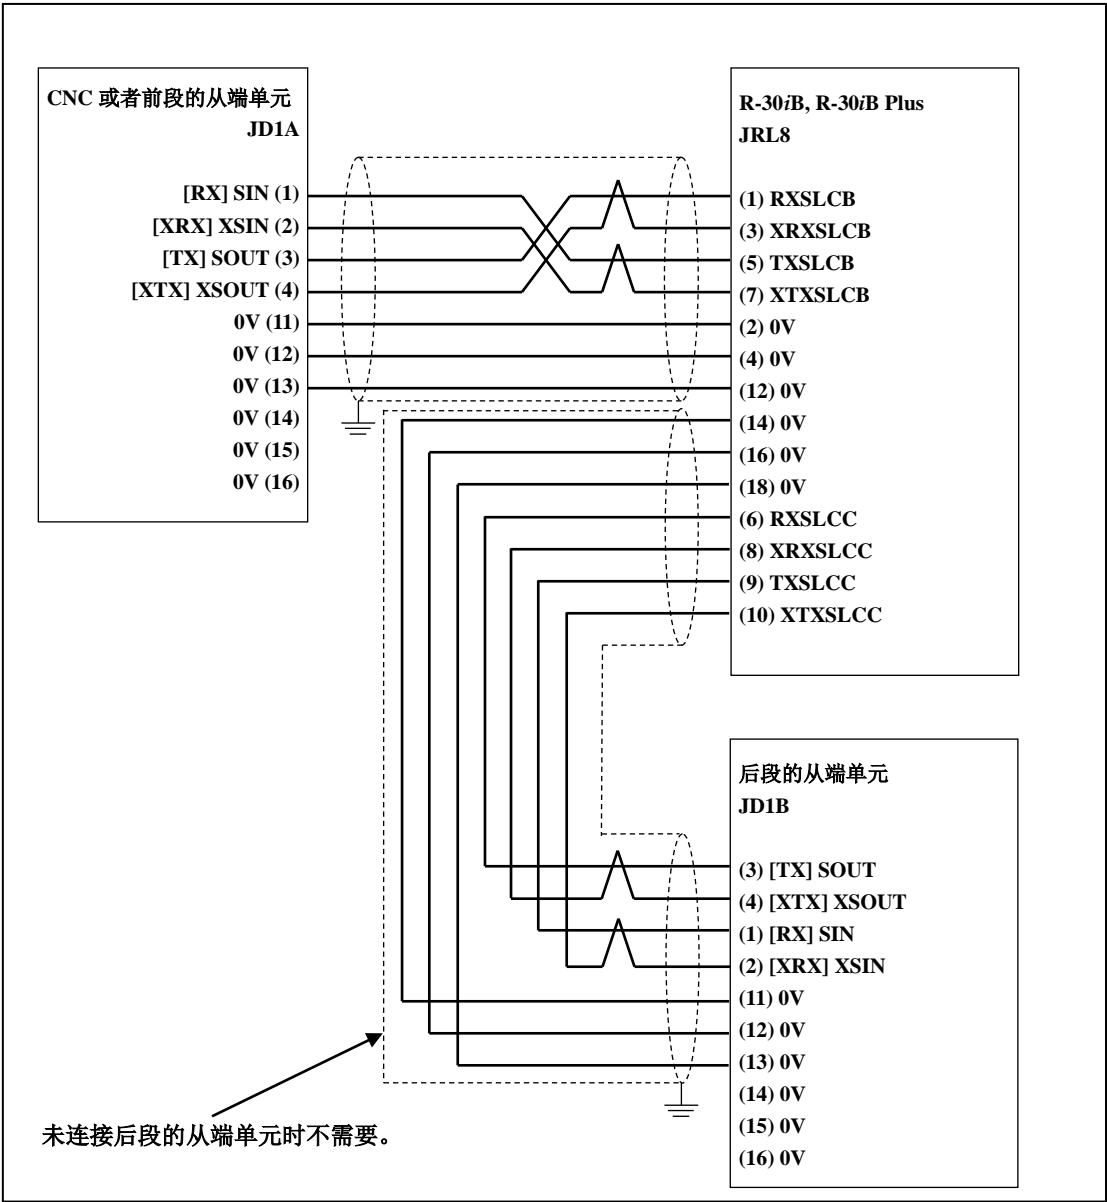 CNC 或者前段的从端单元
JD1A
[RX] SIN (1)
[XRX] XSIN (2)
[TX] SOUT (3)
[XTX] XSOUT (4)
0V (11)
0V (12)
0V (13)
0V (14)
0V (15)
0V (16)
R-30iB, R-30iB Plus
JRL8
(1) RXSLCB
(3) XRXSLCB
(5) TXSLCB
(7) XTXSLCB
(2) 0V
(4) 0V
(12) 0V
(14) 0V
(16) 0V
(18) 0V
(6) RXSLCC
(8) XRXSLCC
(9) TXSLCC
(10) XTXSLCC
后段的从端单元
JD1B
(3) [TX] SOUT
(4) [XTX] XSOUT
(1) [RX] SIN
(2) [XRX] XSIN
(11) 0V
(12) 0V
(13) 0V
(14) 0V
(15) 0V
(16) 0V
未连接后段的从端单元时不需要。